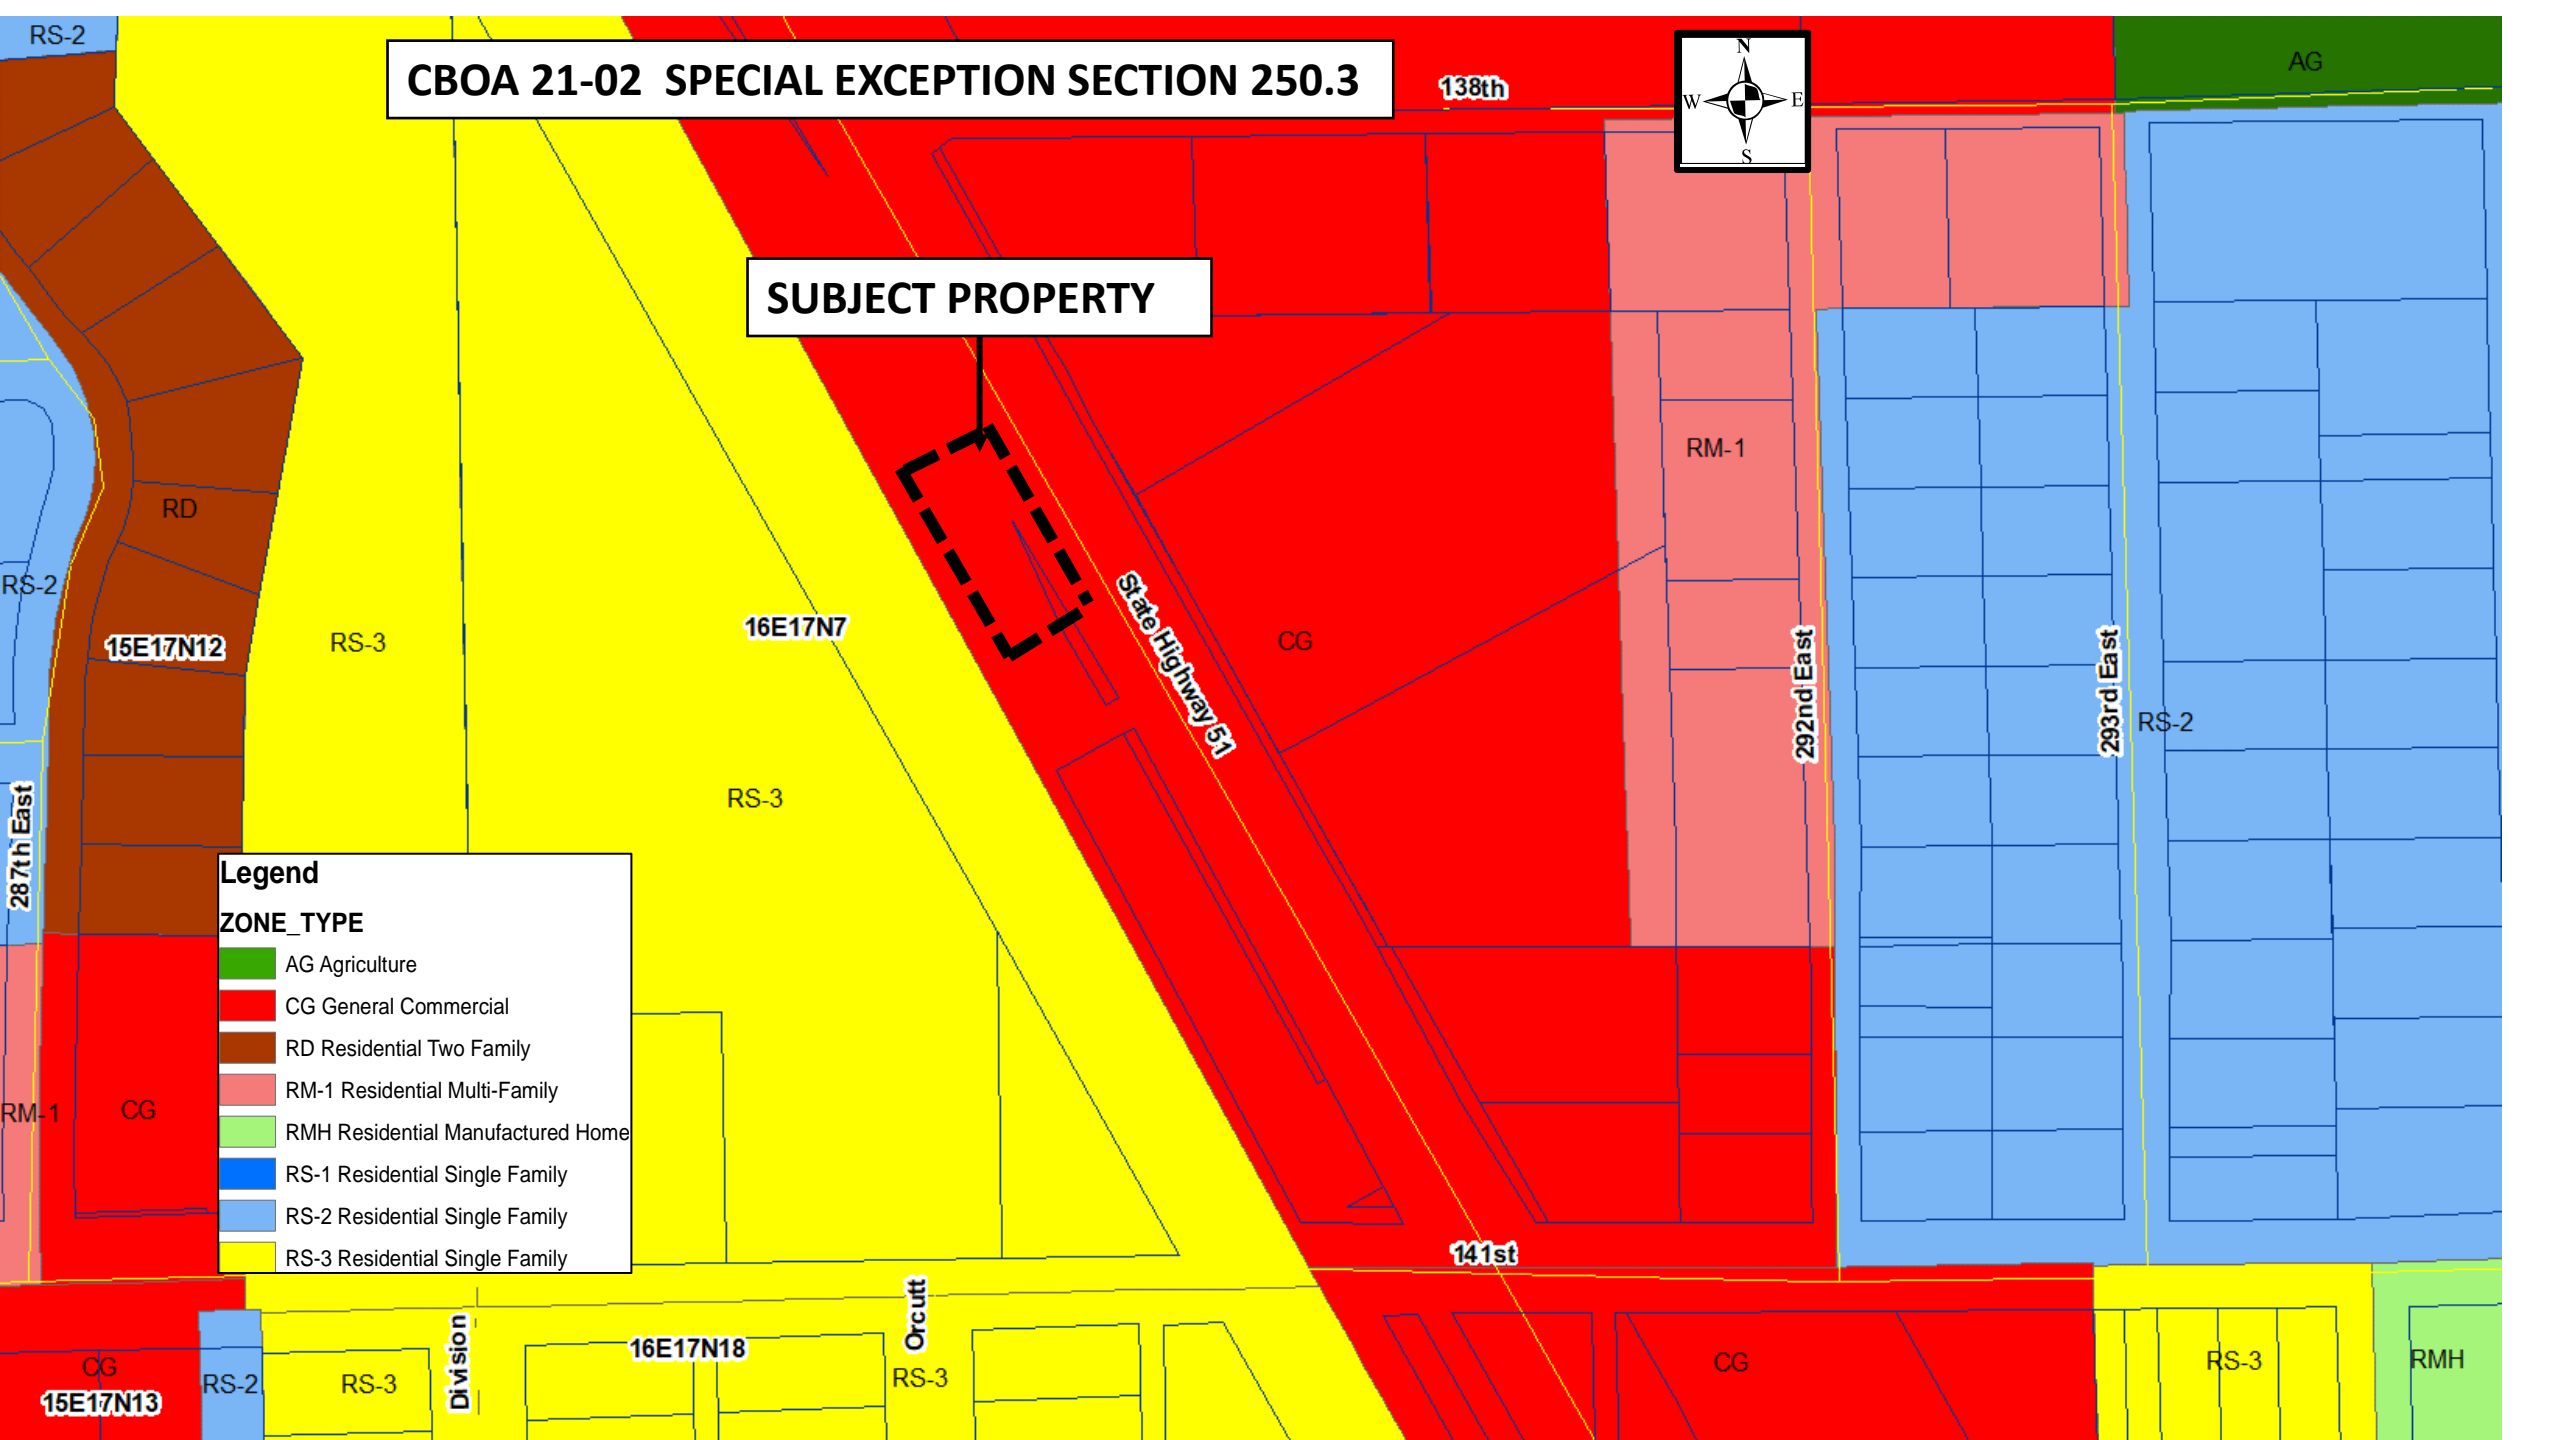 RS-2
CBOA 21-02 SPECIAL EXCEPTION SECTION 250.3
138th
N
W
E
S
AG
SUBJECT PROPERTY
RM-1
RD
RS-2
15E17N12
RS-3
16E17N7
State Highway 51
CG
292nd East
293rd East
RS-2
RS-3
287th East
Legend
ZONE_TYPE
AG Agriculture
CG General Commercial
RD Residential Two Family
RM-1 Residential Multi-Family
RMH Residential Manufactured Home
RS-1 Residential Single Family
RS-2 Residential Single Family
RS-3 Residential Single Family
RM-1
CG
141st
Orcutt
Division
16E17N18
CG
15E17N13
RS-2
RS-3
RS-3
CG
RS-3
RMH